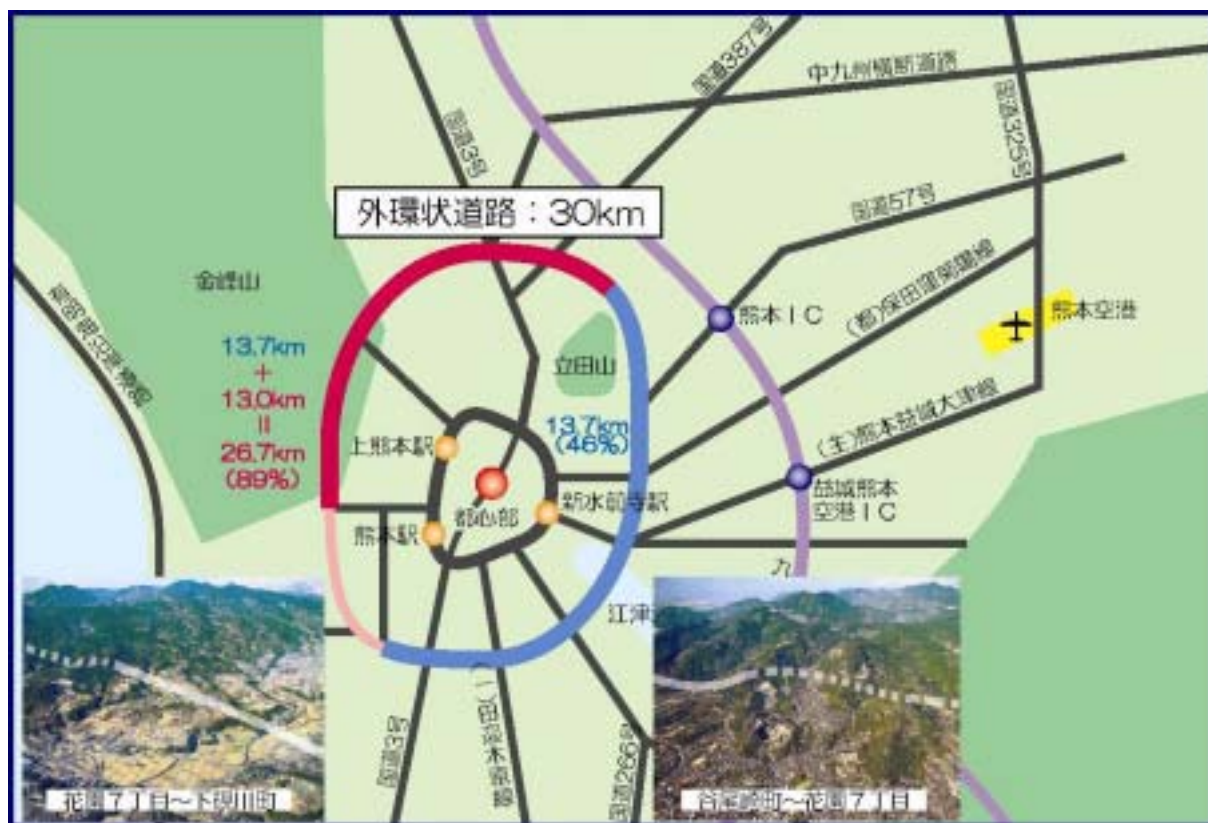 国道387号
中九州横断道路
国道3号
国道325号
外環状道路：30km
国道57号
金峰山
(都)保田窪菊陽線
熊本IC
熊本空港
13.7km
+
13.0km
=
26.7km
(89%)
立田山
13.7km
(46%)
上熊本駅
(主)熊本益城大津線
益城熊本
空港IC
新水前寺駅
都心部
熊本駅
九
江津
国道3号
国道266号